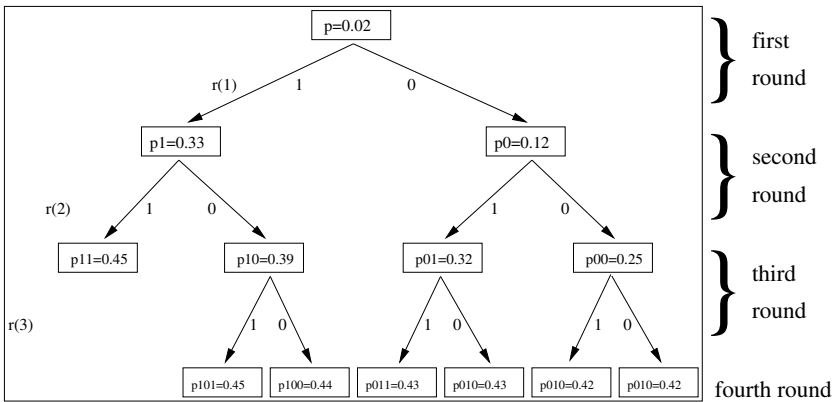 p=0.02
first
r(1) 1 0
round
p1=0.33 p0=0.12
second
round
r(2) 1 0 1 0
p11=0.45 p10=0.39 p01=0.32 p00=0.25
third
round
r(3) 1 0 1 0 1 0
p101=0.45 p100=0.44 p011=0.43 p010=0.43 p010=0.42 p010=0.42 fourth round